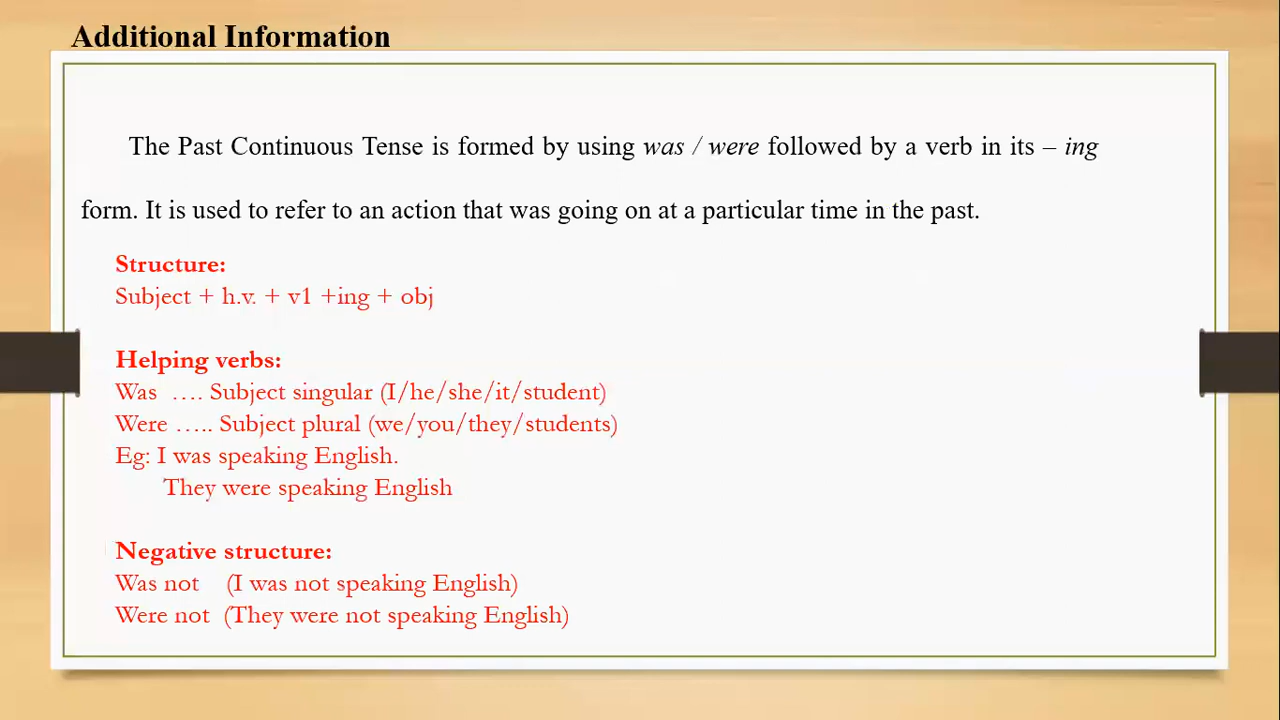 Additional Information
The Past Continuous Tense is formed by using was / were followed by a verb in its – ing
form. It is used to refer to an action that was going on at a particular time in the past.
Structure:
Subject + h.v. + v1 +ing + obj
Helping verbs:
Was …. Subject singular (I/he/she/it/student)
Were ….. Subject plural (we/you/they/students)
Eg: I was speaking English.
They were speaking English
Negative structure:
Was not (I was not speaking English)
Were not (They were not speaking English)